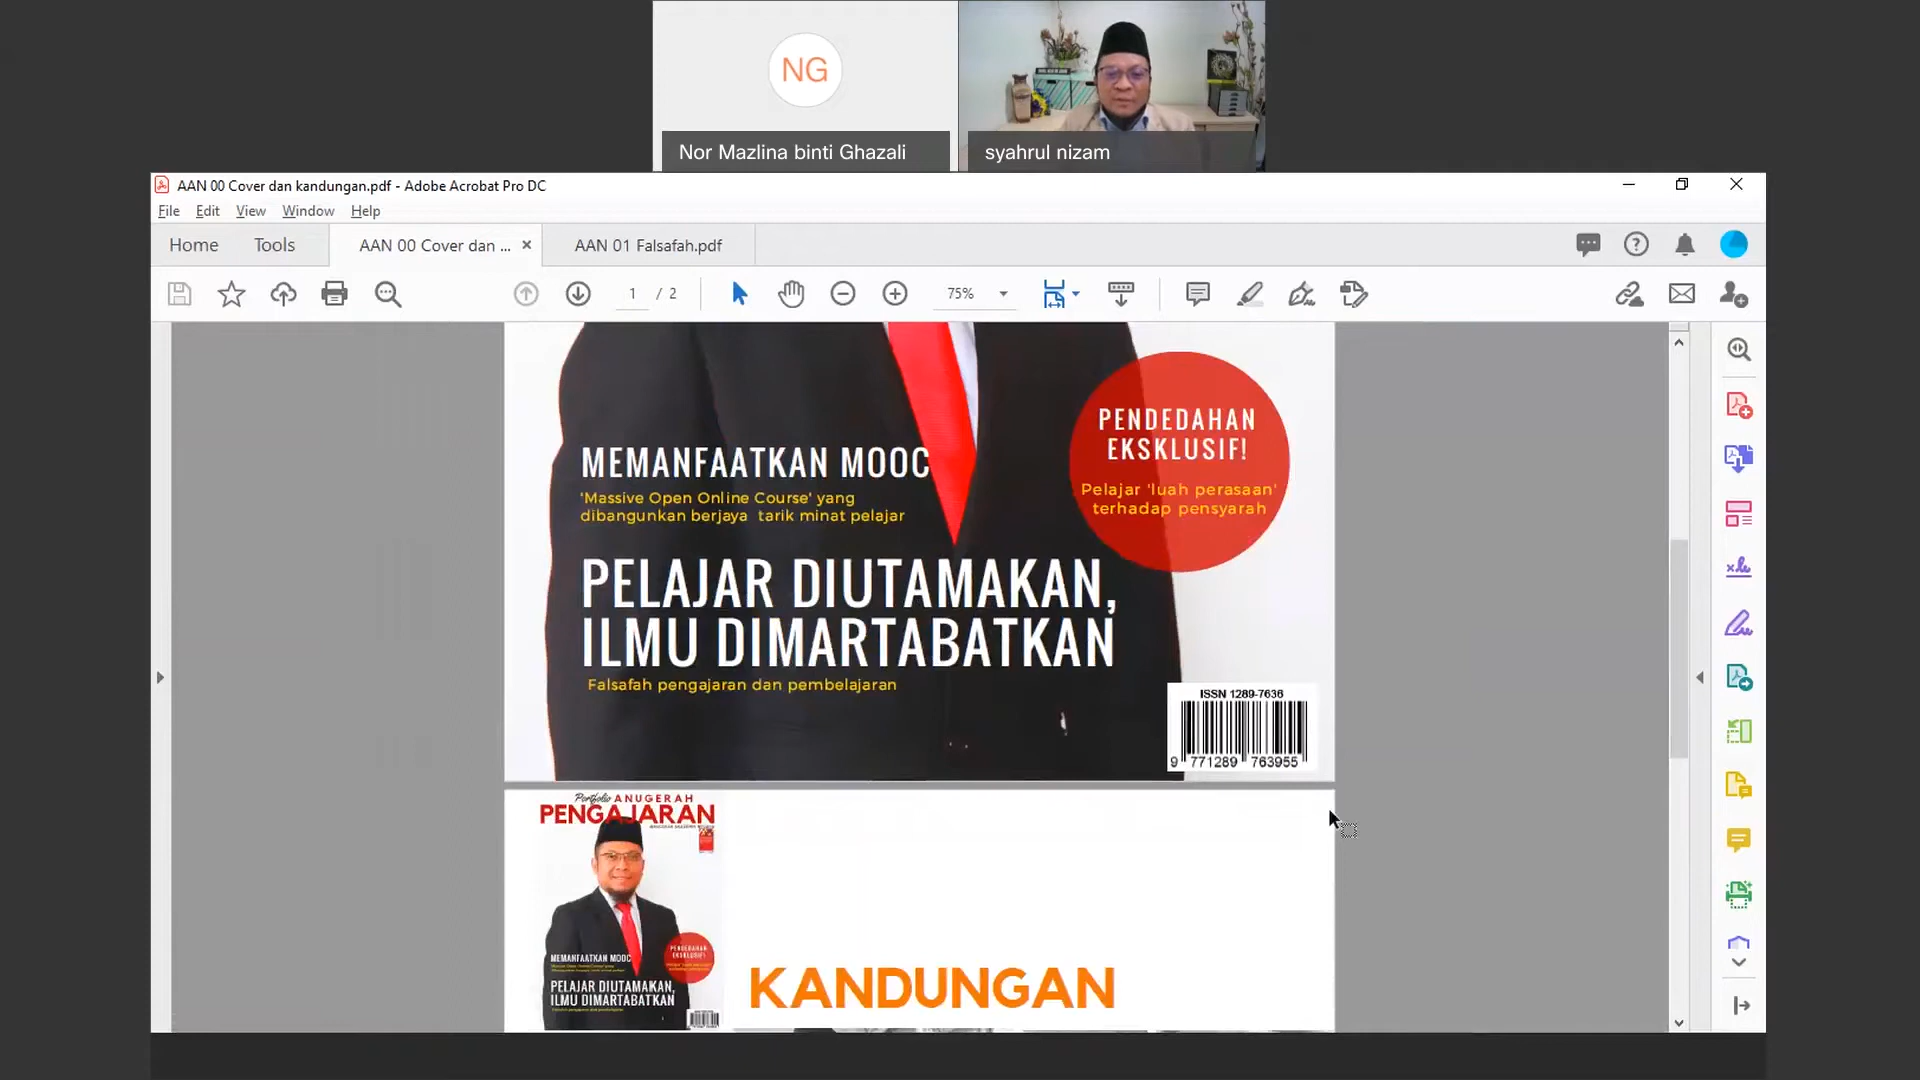 NG
Nor Mazlina binti Ghazali
syahrul nizam
AAN 00 Cover dan kandungan.pdf - Adobe Acrobat Pro DC
File Edit View Window Help
Home Tools AAN 00 Cover dan ... × AAN 01 Falsafah.pdf
1 / 2 75%
MEMANFAATKAN MOOC
'Massive Open Online Course' yang
dibangunkan berjaya tarik minat pelajar
PENDEDAHAN
EKSKLUSIF!
Pelajar 'luah perasaan'
terhadap pensyarah
PELAJAR DIUTAMAKAN,
ILMU DIMARTABATKAN
Falsafah pengajaran dan pembelajaran
ISSN 1289-7636
9 771289 763955
Portfolio ANUGERAH
PENGAJARAN
MEMANFAATKAN MOOC
PENDEDAHAN
EKSKLUSIF!
PELAJAR DIUTAMAKAN,
ILMU DIMARTABATKAN
KANDUNGAN